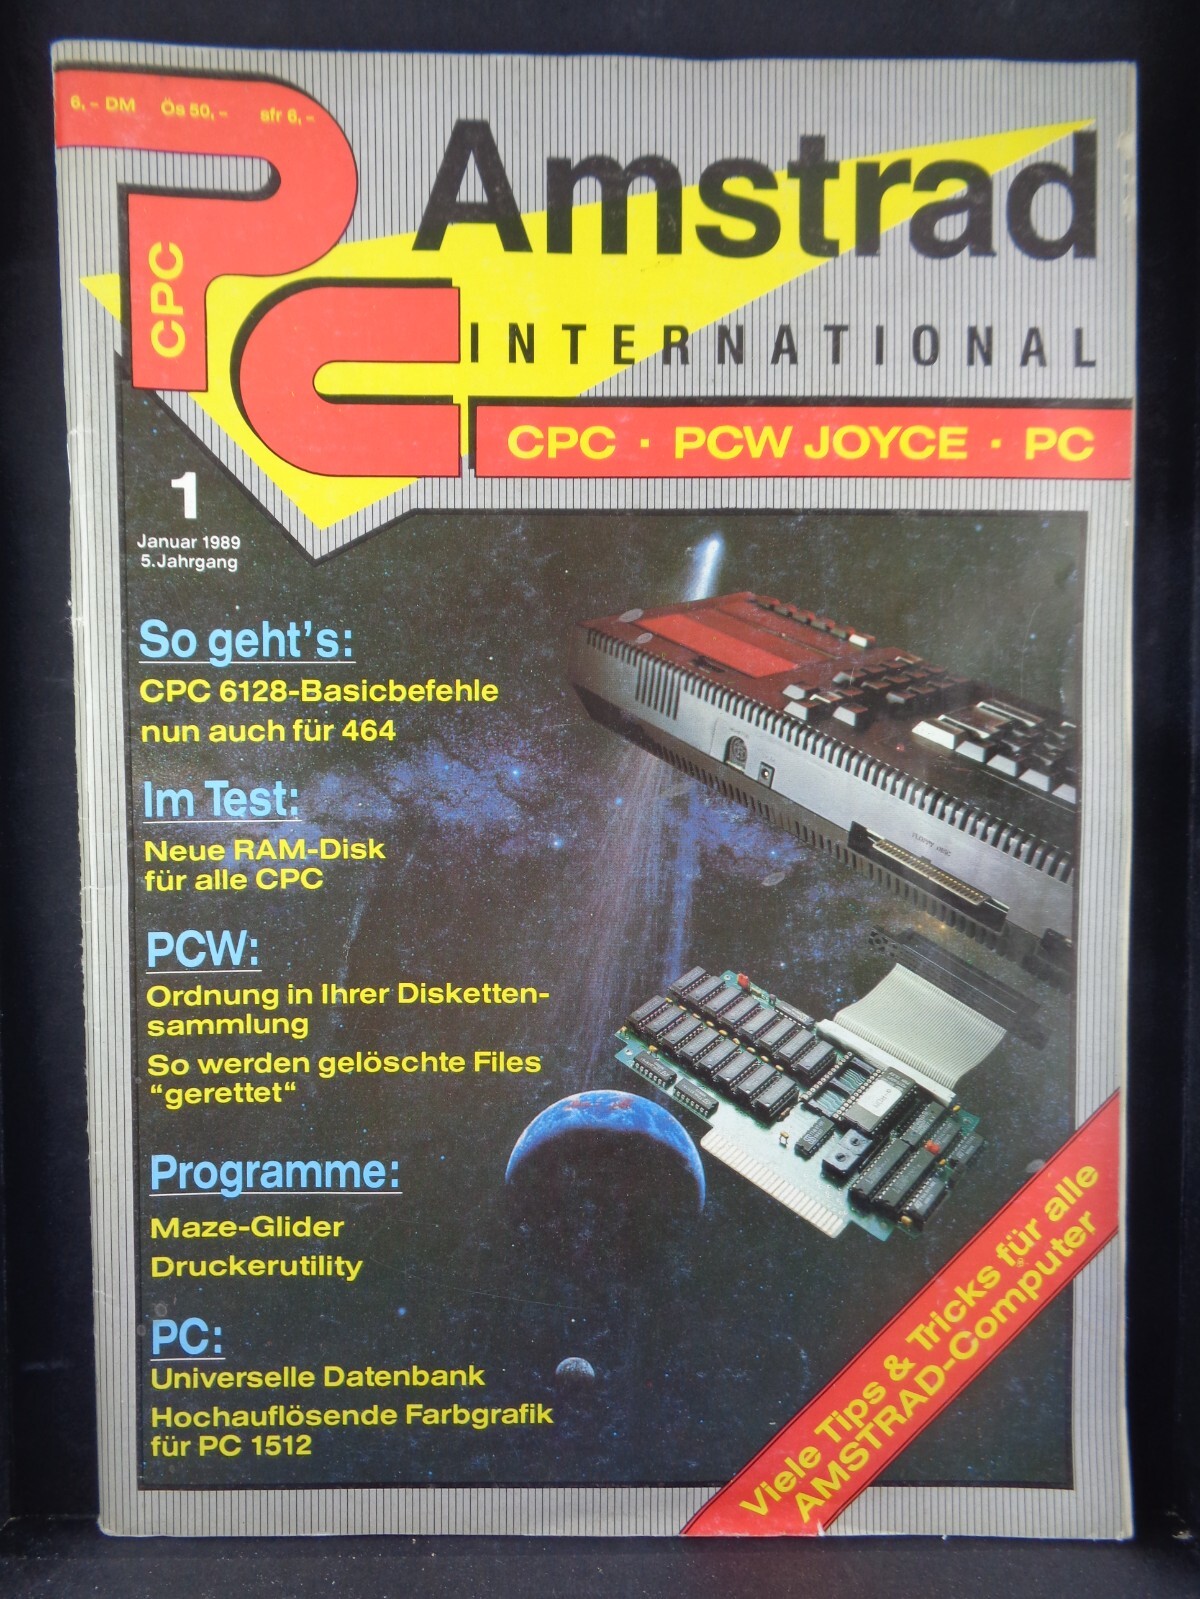 6,- DM Ös 50,- sfr 6,-
PC
CPC
Amstrad
INTERNATIONAL
CPC · PCW JOYCE · PC
1
Januar 1989
5.Jahrgang
So geht's:
CPC 6128-Basicbefehle
nun auch für 464
Im Test:
Neue RAM-Disk
für alle CPC
PCW:
Ordnung in Ihrer Disketten-
sammlung
So werden gelöschte Files
“gerettet“
Programme:
Maze-Glider
Druckerutility
PC:
Universelle Datenbank
Hochauflösende Farbgrafik
für PC 1512
Viele Tips & Tricks für alle
AMSTRAD-Computer